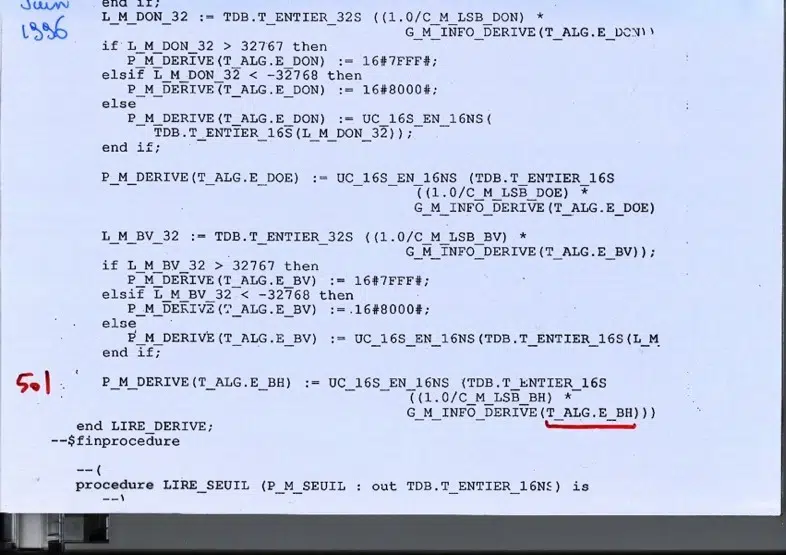 Juin
1996
end if;
L_M_DON_32 := TDB.T_ENTIER_32S ((1.0/C_M_LSB_DON) *
G_M_INFO_DERIVE(T_ALG.E_DON))
if L_M_DON_32 > 32767 then
P_M_DERIVE(T_ALG.E_DON) := 16#7FFF#;
elsif L_M_DON_32 < -32768 then
P_M_DERIVE(T_ALG.E_DON) := 16#8000#;
else
P_M_DERIVE(T_ALG.E_DON) := UC_16S_EN_16NS(
TDB.T_ENTIER_16S(L_M_DON_32));
end if;
P_M_DERIVE(T_ALG.E_DOE) := UC_16S_EN_16NS (TDB.T_ENTIER_16S
((1.0/C_M_LSB_DOE) *
G_M_INFO_DERIVE(T_ALG.E_DOE)
L_M_BV_32 := TDB.T_ENTIER_32S ((1.0/C_M_LSB_BV) *
G_M_INFO_DERIVE(T_ALG.E_BV));
if L_M_BV_32 > 32767 then
P_M_DERIVE(T_ALG.E_BV) := 16#7FFF#;
elsif L_M_BV_32 < -32768 then
P_M_DERIVE(T_ALG.E_BV) := 16#8000#;
else
P_M_DERIVE(T_ALG.E_BV) := UC_16S_EN_16NS(TDB.T_ENTIER_16S(L_M
end if;
501 P_M_DERIVE(T_ALG.E_BH) := UC_16S_EN_16NS (TDB.T_ENTIER_16S
((1.0/C_M_LSB_BH) *
G_M_INFO_DERIVE(T_ALG.E_BH)))
end LIRE_DERIVE;
--$finprocedure
--(
procedure LIRE_SEUIL (P_M_SEUIL : out TDB.T_ENTIER_16NS) is
--)